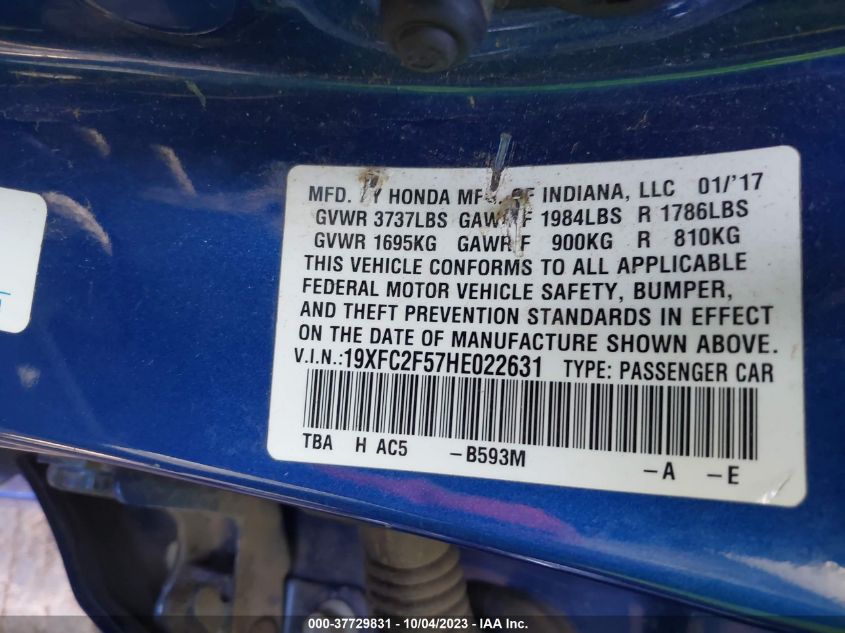 MFD. BY HONDA MFG. OF INDIANA, LLC 01/'17
GVWR 3737LBS GAWR F 1984LBS R 1786LBS
GVWR 1695KG GAWR F 900KG R 810KG
THIS VEHICLE CONFORMS TO ALL APPLICABLE
FEDERAL MOTOR VEHICLE SAFETY, BUMPER,
AND THEFT PREVENTION STANDARDS IN EFFECT
ON THE DATE OF MANUFACTURE SHOWN ABOVE.
V.I.N.:19XFC2F57HE022631 TYPE: PASSENGER CAR
TBA H AC5 -B593M -A -E
000-37729831 - 10/04/2023 - IAA Inc.